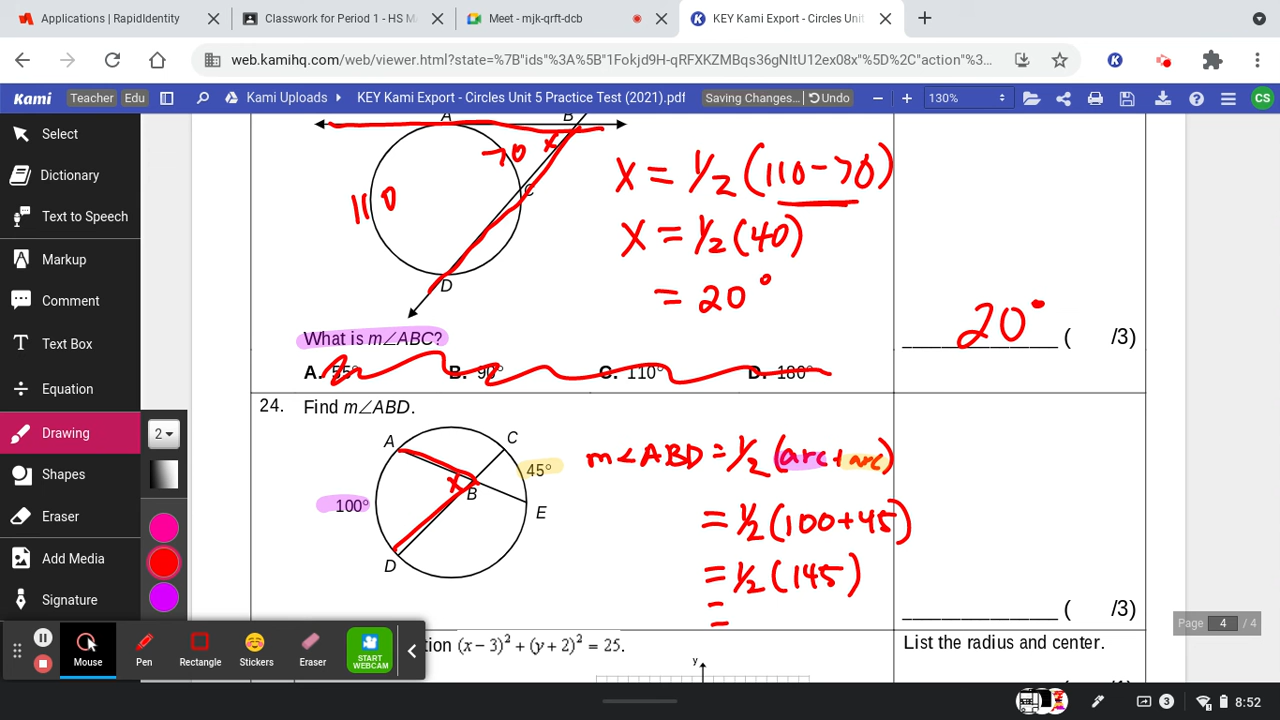 Applications | RapidIdentity
Classwork for Period 1 - HS M
Meet - mjk-qrft-dcb
KEY Kami Export - Circles Unit
web.kamihq.com/web/viewer.html?state=%7B"ids"%3A%5B"1Fokjd9H-qRFXKZMBqs36gNItU12ex08x"%5D%2C"action"%3...
Kami Teacher Edu Kami Uploads KEY Kami Export - Circles Unit 5 Practice Test (2021).pdf Saving Changes... Undo 130%
Select
Dictionary
Text to Speech
Markup
Comment
Text Box
Equation
Drawing
2
Shapes
Eraser
Add Media
Signature
A B
70 x
C
110
D
x = 1/2 (110 - 70)
x = 1/2 (40)
= 20°
20°
What is m∠ABC?
( /3)
A. 55° B. 90° C. 110° D. 180°
24. Find m∠ABD.
A C
45°
x
B
100°
E
D
m∠ABD = 1/2 (arc + arc)
= 1/2 (100 + 45)
= 1/2 (145)
=
( /3)
Page 4 / 4
tion (x − 3)² + (y + 2)² = 25.
List the radius and center.
y
Mouse
Pen
Rectangle
Stickers
Eraser
START WEBCAM
3
8:52